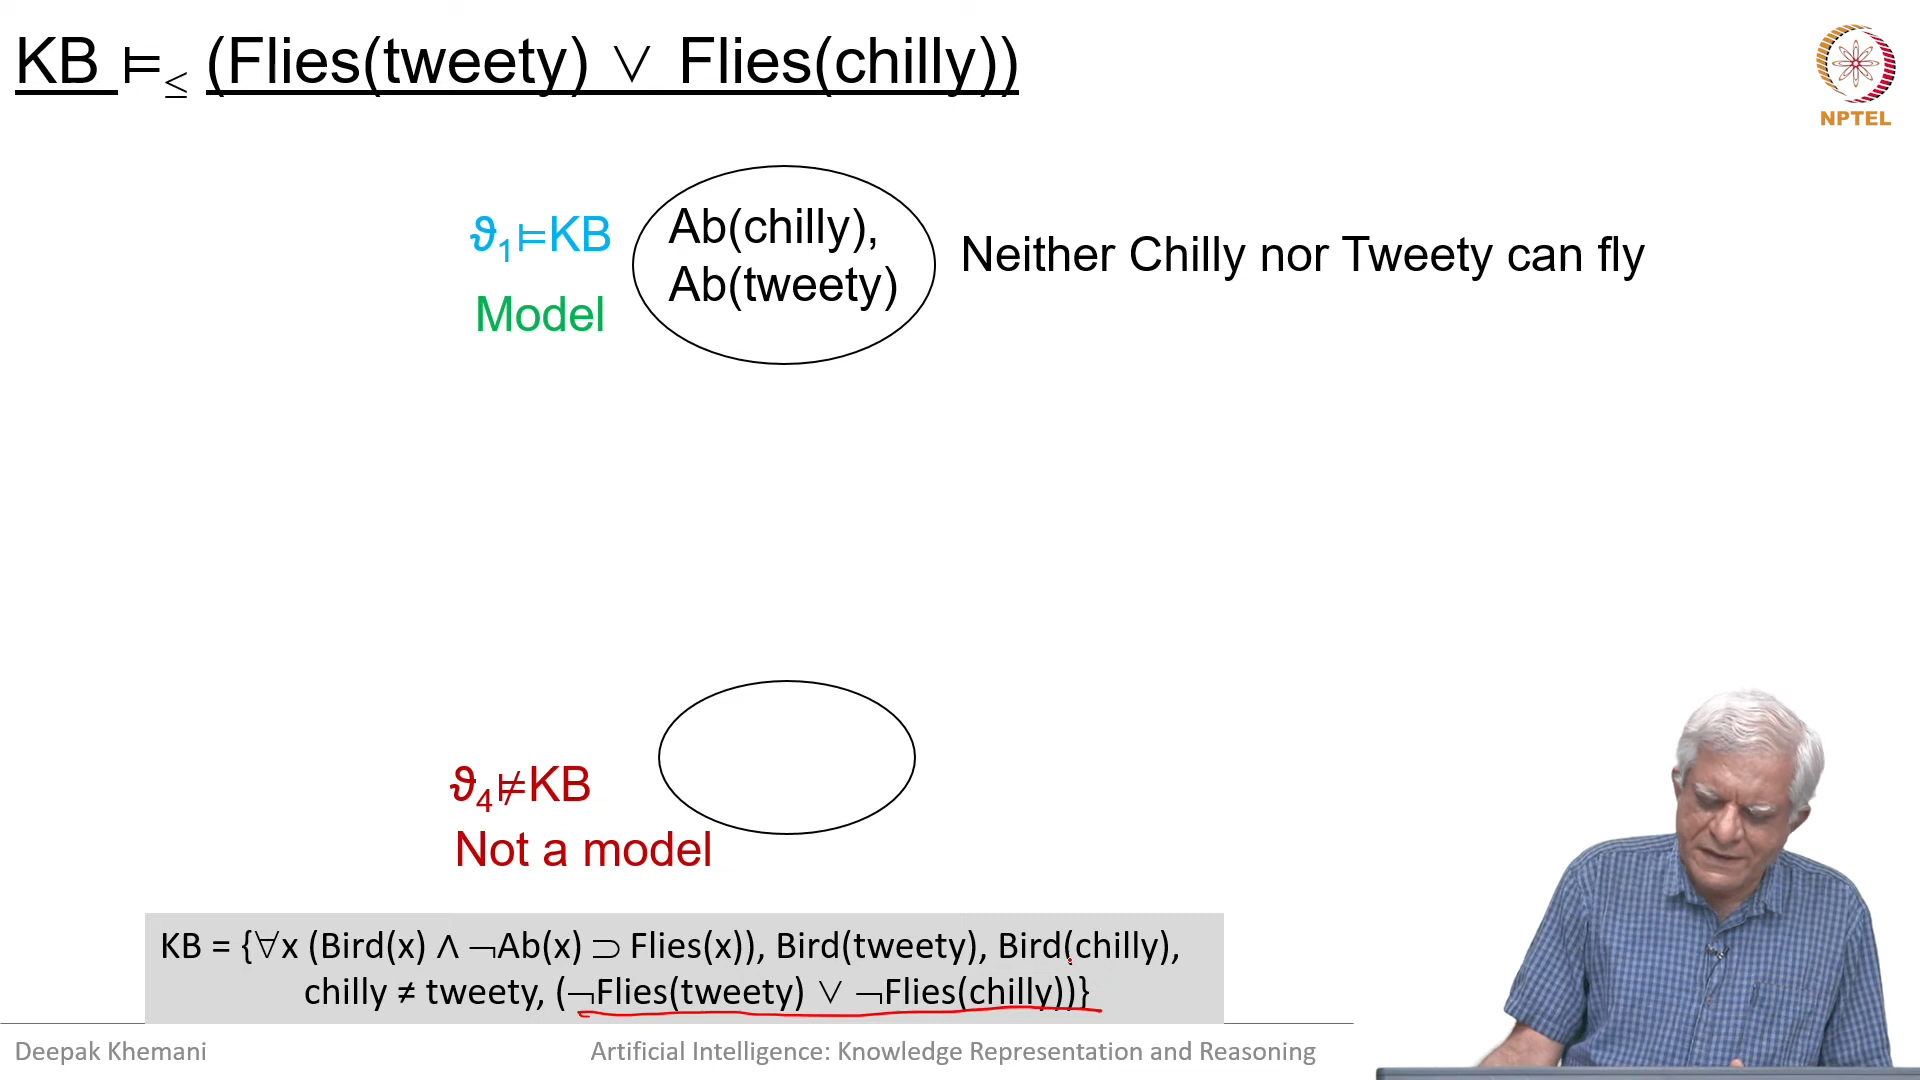 KB ⊨≤ (Flies(tweety) ∨ Flies(chilly))
NPTEL
ϑ1⊨KB
Model
Ab(chilly),
Ab(tweety)
Neither Chilly nor Tweety can fly
ϑ4⊭KB
Not a model
KB = {∀x (Bird(x) ∧ ¬Ab(x) ⊃ Flies(x)), Bird(tweety), Bird(chilly),
chilly ≠ tweety, (¬Flies(tweety) ∨ ¬Flies(chilly))}
Deepak Khemani
Artificial Intelligence: Knowledge Representation and Reasoning